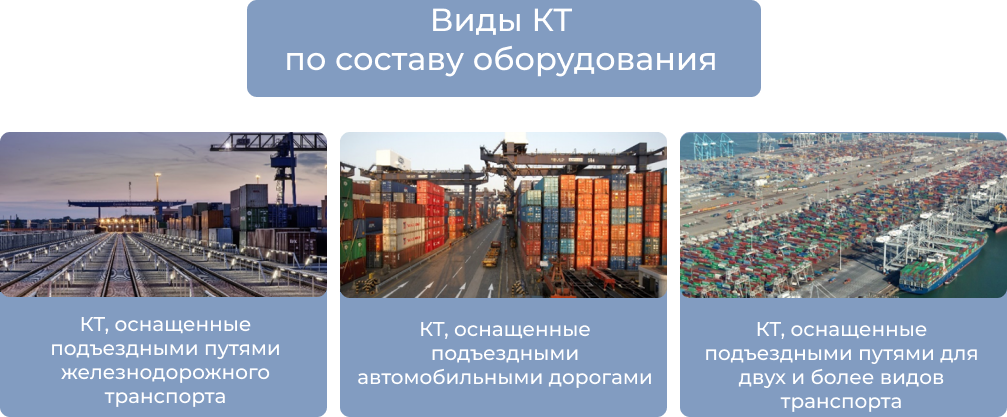 Виды КТ
по составу оборудования
КТ, оснащенные
подъездными путями
железнодорожного
транспорта
КТ, оснащенные
подъездными
автомобильными дорогами
КТ, оснащенные
подъездными путями для
двух и более видов
транспорта